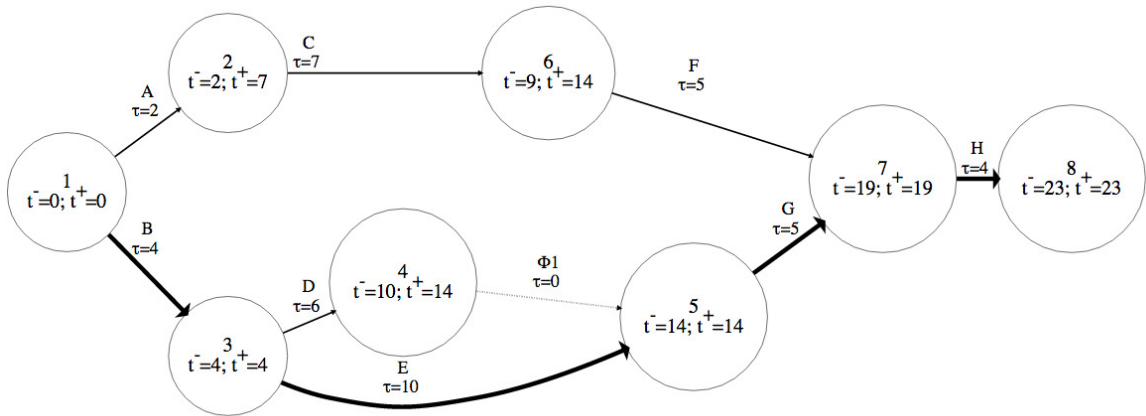 C
τ=7
2
t⁻=2; t⁺=7
6
t⁻=9; t⁺=14
F
τ=5
A
τ=2
1
t⁻=0; t⁺=0
7
t⁻=19; t⁺=19
H
τ=4
8
t⁻=23; t⁺=23
B
τ=4
G
τ=5
4
t⁻=10; t⁺=14
Φ1
τ=0
D
τ=6
5
t⁻=14; t⁺=14
3
t⁻=4; t⁺=4
E
τ=10